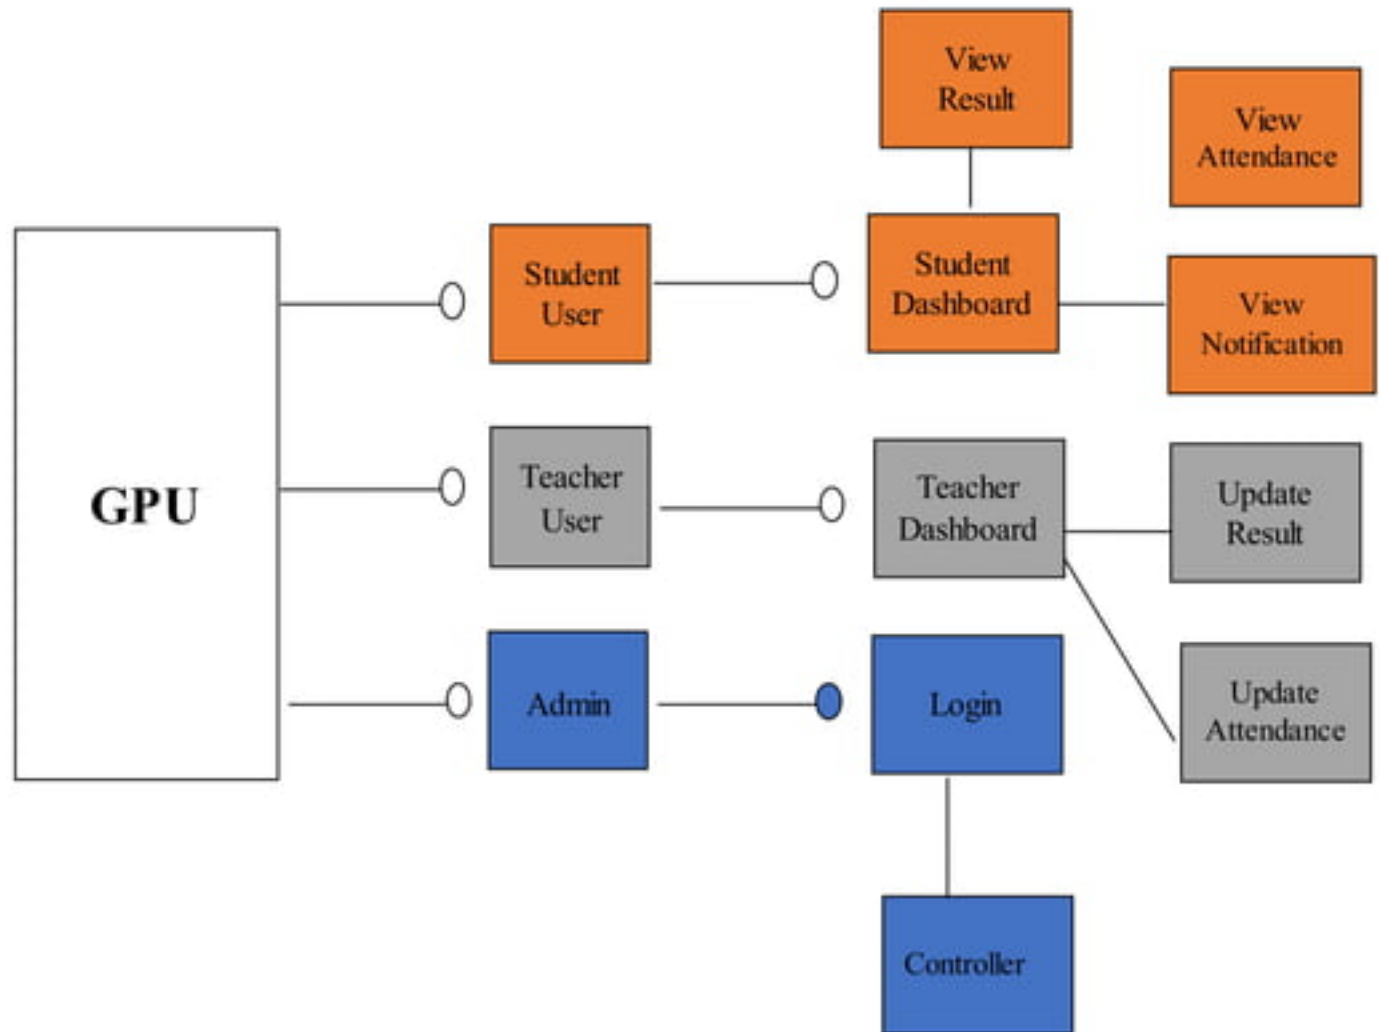 View
Result
View
Attendance
Student
User
Student
Dashboard
View
Notification
GPU
Teacher
User
Teacher
Dashboard
Update
Result
Admin
Login
Update
Attendance
Controller